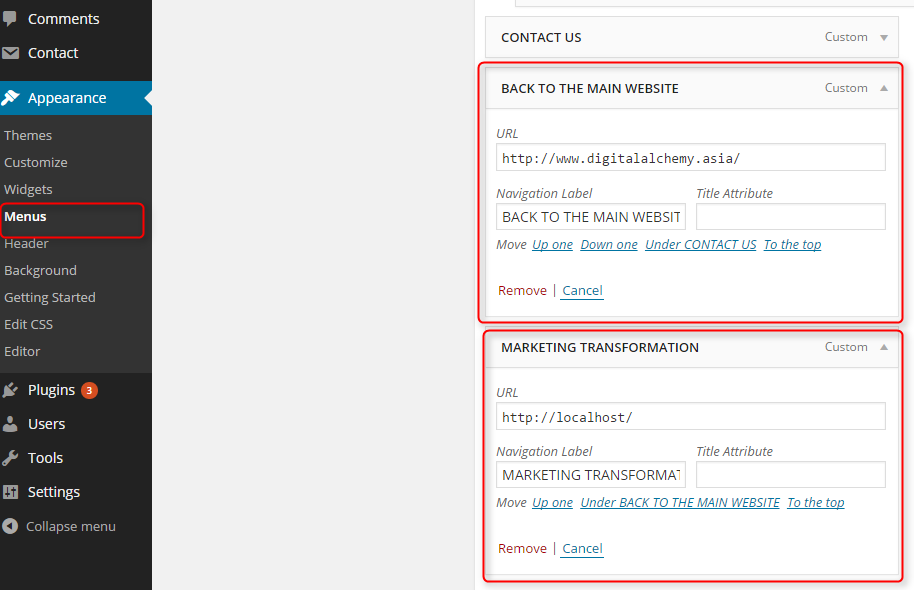 Comments
Contact
Appearance
Themes
Customize
Widgets
Menus
Header
Background
Getting Started
Edit CSS
Editor
Plugins 3
Users
Tools
Settings
Collapse menu
CONTACT US Custom
BACK TO THE MAIN WEBSITE Custom
URL
http://www.digitalalchemy.asia/
Navigation Label Title Attribute
BACK TO THE MAIN WEBSIT
Move Up one Down one Under CONTACT US To the top
Remove | Cancel
MARKETING TRANSFORMATION Custom
URL
http://localhost/
Navigation Label Title Attribute
MARKETING TRANSFORMAT
Move Up one Under BACK TO THE MAIN WEBSITE To the top
Remove | Cancel